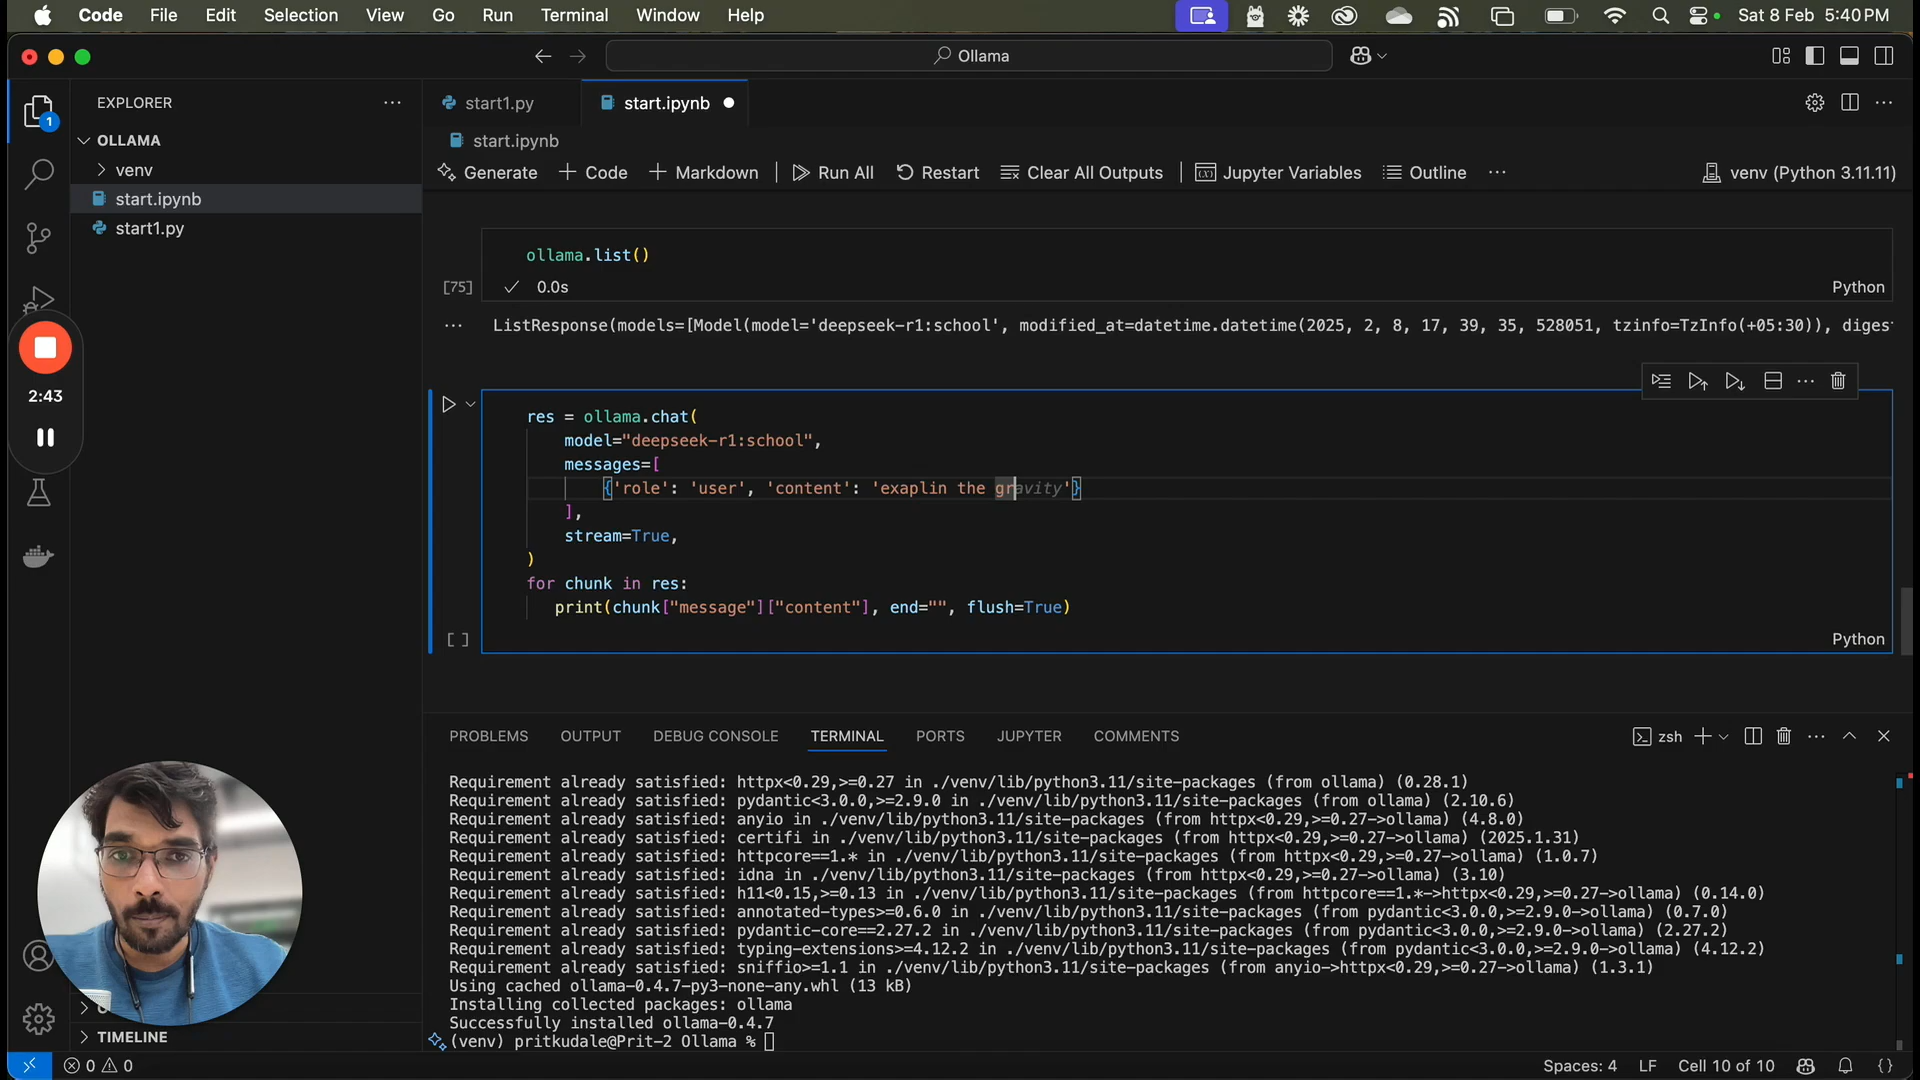 Code File Edit Selection View Go Run Terminal Window Help Sat 8 Feb 5:40 PM
Ollama
EXPLORER
1
OLLAMA
venv
start.ipynb
start1.py
start1.py start.ipynb
start.ipynb
Generate Code Markdown Run All Restart Clear All Outputs Jupyter Variables Outline venv (Python 3.11.11)
ollama.list()
[75] 0.0s Python
ListResponse(models=[Model(model='deepseek-r1:school', modified_at=datetime.datetime(2025, 2, 8, 17, 39, 35, 528051, tzinfo=TzInfo(+05:30)), diges
2:43
res = ollama.chat(
model="deepseek-r1:school",
messages=[
{'role': 'user', 'content': 'exaplin the gravity'}
],
stream=True,
)
for chunk in res:
print(chunk["message"]["content"], end="", flush=True)
[ ] Python
PROBLEMS OUTPUT DEBUG CONSOLE TERMINAL PORTS JUPYTER COMMENTS zsh
Requirement already satisfied: httpx<0.29,>=0.27 in ./venv/lib/python3.11/site-packages (from ollama) (0.28.1)
Requirement already satisfied: pydantic<3.0.0,>=2.9.0 in ./venv/lib/python3.11/site-packages (from ollama) (2.10.6)
Requirement already satisfied: anyio in ./venv/lib/python3.11/site-packages (from httpx<0.29,>=0.27->ollama) (4.8.0)
Requirement already satisfied: certifi in ./venv/lib/python3.11/site-packages (from httpx<0.29,>=0.27->ollama) (2025.1.31)
Requirement already satisfied: httpcore==1.* in ./venv/lib/python3.11/site-packages (from httpx<0.29,>=0.27->ollama) (1.0.7)
Requirement already satisfied: idna in ./venv/lib/python3.11/site-packages (from httpx<0.29,>=0.27->ollama) (3.10)
Requirement already satisfied: h11<0.15,>=0.13 in ./venv/lib/python3.11/site-packages (from httpcore==1.*->httpx<0.29,>=0.27->ollama) (0.14.0)
Requirement already satisfied: annotated-types>=0.6.0 in ./venv/lib/python3.11/site-packages (from pydantic<3.0.0,>=2.9.0->ollama) (0.7.0)
Requirement already satisfied: pydantic-core==2.27.2 in ./venv/lib/python3.11/site-packages (from pydantic<3.0.0,>=2.9.0->ollama) (2.27.2)
Requirement already satisfied: typing-extensions>=4.12.2 in ./venv/lib/python3.11/site-packages (from pydantic<3.0.0,>=2.9.0->ollama) (4.12.2)
Requirement already satisfied: sniffio>=1.1 in ./venv/lib/python3.11/site-packages (from anyio->httpx<0.29,>=0.27->ollama) (1.3.1)
Using cached ollama-0.4.7-py3-none-any.whl (13 kB)
Installing collected packages: ollama
Successfully installed ollama-0.4.7
(venv) pritkudale@Prit-2 Ollama %
TIMELINE
0 0 Spaces: 4 LF Cell 10 of 10